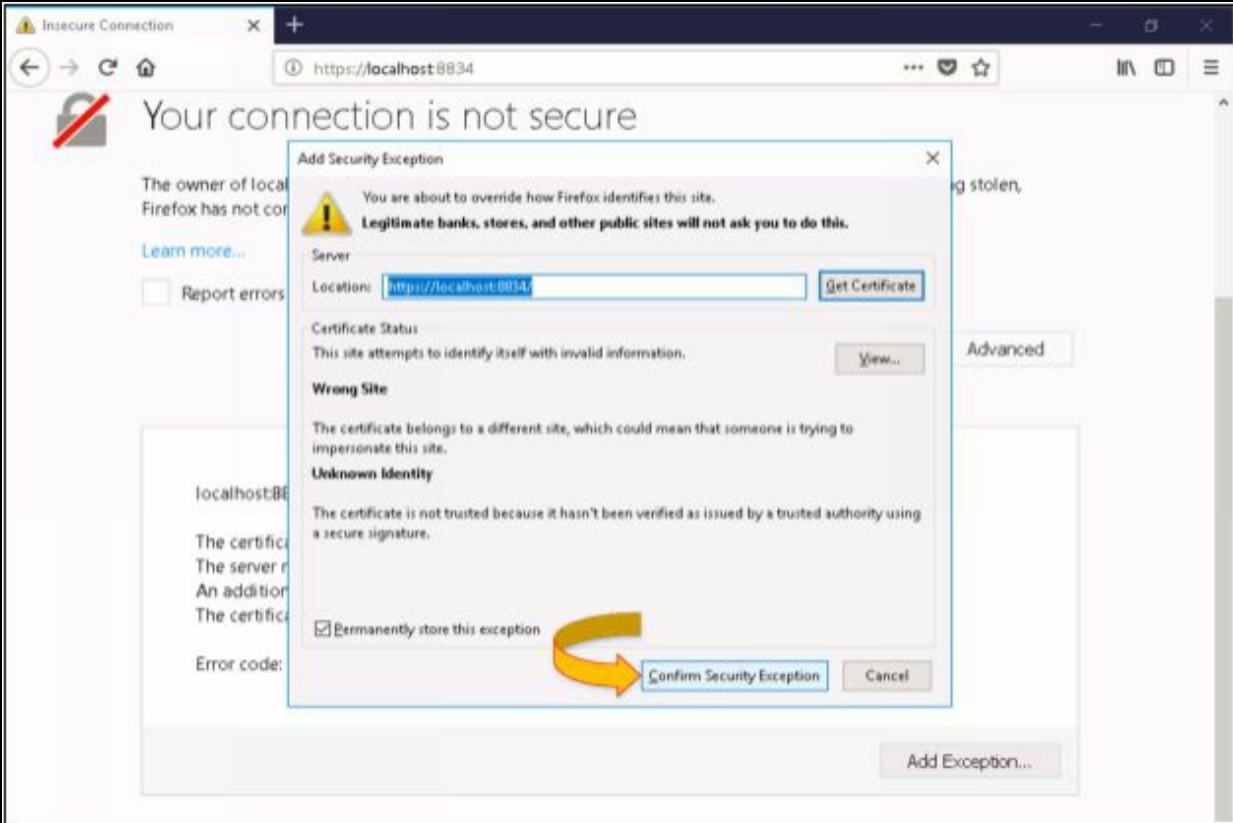 Insecure Connection
https://localhost:8834
Your connection is not secure
Add Security Exception
The owner of local
g stolen,
Firefox has not cor
You are about to override how Firefox identifies this site.
Legitimate banks, stores, and other public sites will not ask you to do this.
Learn more...
Server
Report errors
Location:
https://localhost:8834/
Get Certificate
Certificate Status
This site attempts to identify itself with invalid information.
View...
Advanced
Wrong Site
The certificate belongs to a different site, which could mean that someone is trying to
impersonate this site.
Unknown Identity
localhost:88
The certificate is not trusted because it hasn't been verified as issued by a trusted authority using
a secure signature.
The certific
The server n
An addition
The certific
Permanently store this exception
Error code:
Confirm Security Exception
Cancel
Add Exception...